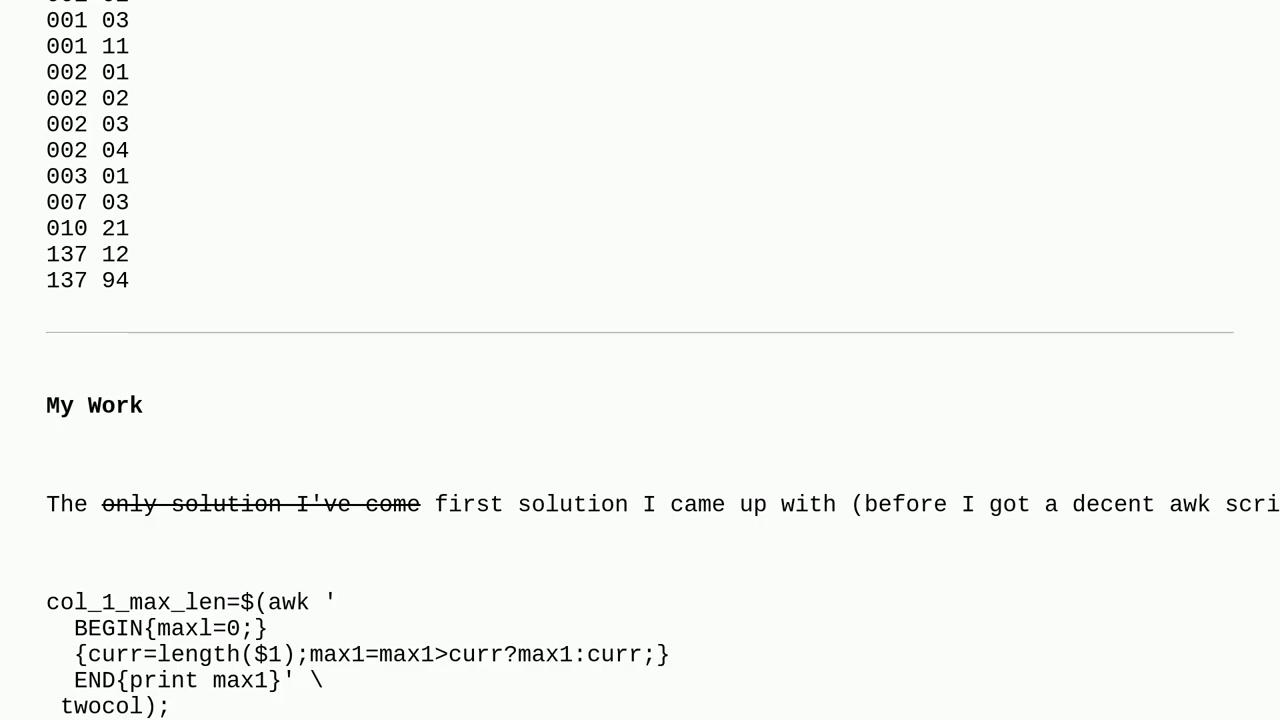 001 03
001 11
002 01
002 02
002 03
002 04
003 01
007 03
010 21
137 12
137 94
My Work
The only solution I've come first solution I came up with (before I got a decent awk scri
col_1_max_len=$(awk '
BEGIN{maxl=0;}
{curr=length($1);max1=max1>curr?max1:curr;}
END{print max1}' \
twocol);